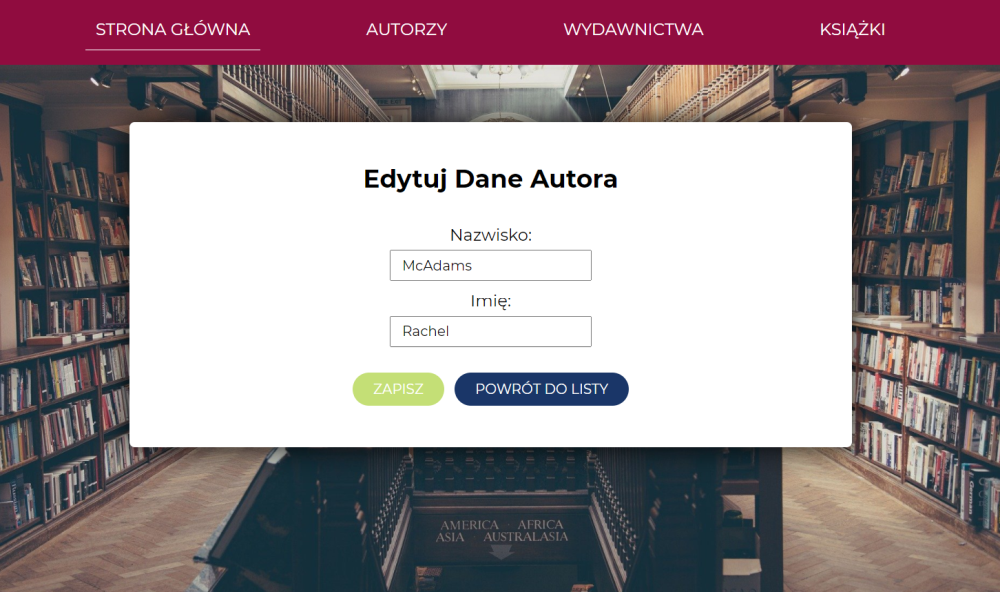 STRONA GŁÓWNA AUTORZY WYDAWNICTWA KSIĄŻKI
Edytuj Dane Autora
Nazwisko:
McAdams
Imię:
Rachel
ZAPISZ POWRÓT DO LISTY
AMERICA · AFRICA
ASIA · AUSTRALASIA